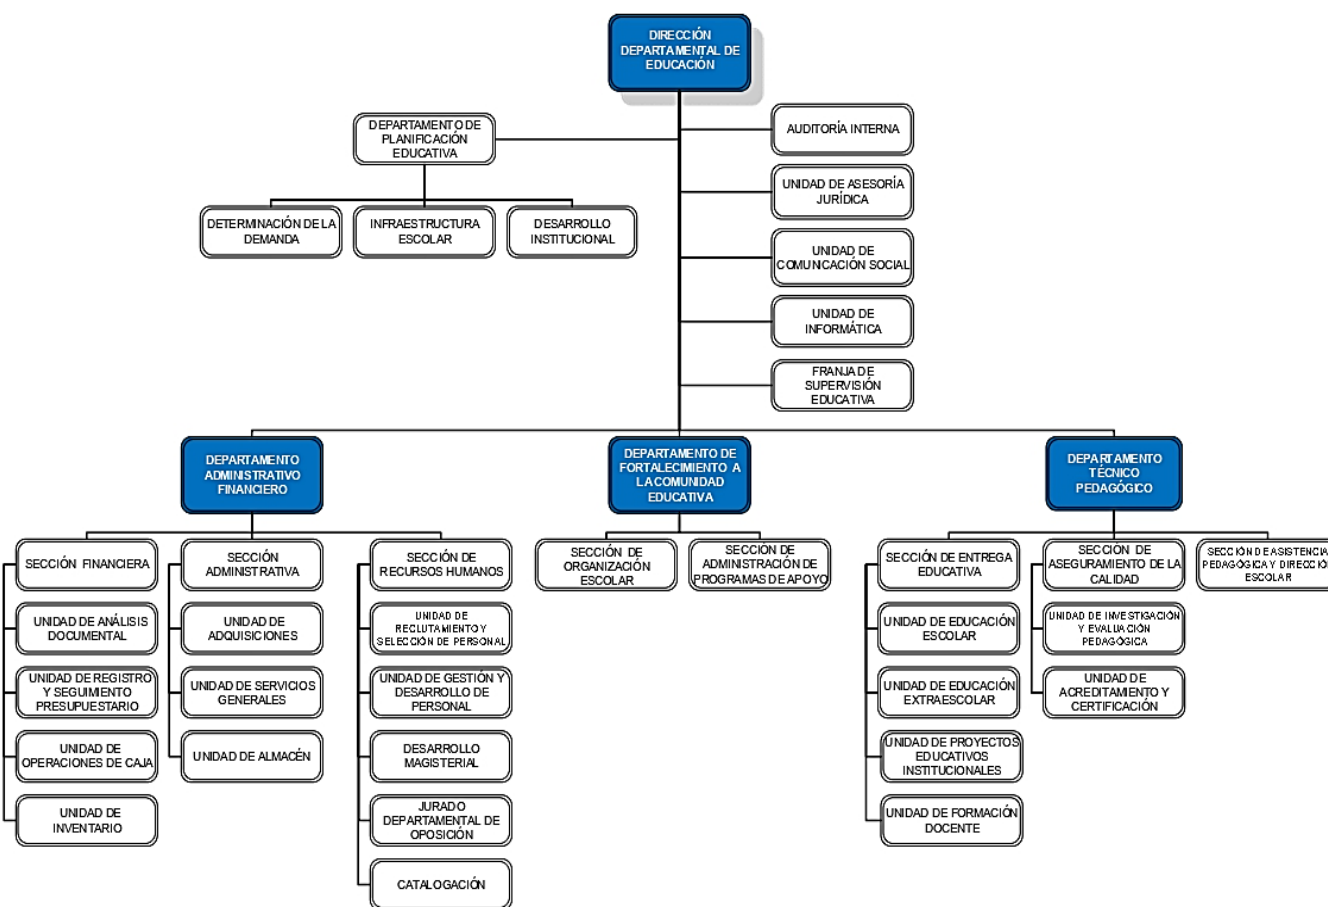 DIRECCIÓN
DEPARTAMENTAL DE
EDUCACIÓN
DEPARTAMENTO DE
PLANIFICACIÓN
EDUCATIVA
DETERMINACIÓN DE LA
DEMANDA
INFRAESTRUCTURA
ESCOLAR
DESARROLLO
INSTITUCIONAL
AUDITORÍA INTERNA
UNIDAD DE ASESORÍA
JURÍDICA
UNIDAD DE
COMUNICACIÓN SOCIAL
UNIDAD DE
INFORMÁTICA
FRANJA DE
SUPERVISIÓN
EDUCATIVA
DEPARTAMENTO
ADMINISTRATIVO
FINANCIERO
SECCIÓN FINANCIERA
UNIDAD DE ANÁLISIS
DOCUMENTAL
UNIDAD DE REGISTRO
Y SEGUIMIENTO
PRESUPUESTARIO
UNIDAD DE
OPERACIONES DE CAJA
UNIDAD DE
INVENTARIO
SECCIÓN
ADMINISTRATIVA
UNIDAD DE
ADQUISICIONES
UNIDAD DE SERVICIOS
GENERALES
UNIDAD DE ALMACÉN
SECCIÓN DE
RECURSOS HUMANOS
UNIDAD DE
RECLUTAMIENTO Y
SELECCIÓN DE PERSONAL
UNIDAD DE GESTIÓN Y
DESARROLLO DE
PERSONAL
DESARROLLO
MAGISTERIAL
JURADO
DEPARTAMENTAL DE
OPOSICIÓN
CATALOGACIÓN
DEPARTAMENTO DE
FORTALECIMIENTO A
LA COMUNIDAD
EDUCATIVA
SECCIÓN DE
ORGANIZACIÓN
ESCOLAR
SECCIÓN DE
ADMINISTRACIÓN DE
PROGRAMAS DE APOYO
DEPARTAMENTO
TÉCNICO
PEDAGÓGICO
SECCIÓN DE ENTREGA
EDUCATIVA
UNIDAD DE EDUCACIÓN
ESCOLAR
UNIDAD DE EDUCACIÓN
EXTRAESCOLAR
UNIDAD DE PROYECTOS
EDUCATIVOS
INSTITUCIONALES
UNIDAD DE FORMACIÓN
DOCENTE
SECCIÓN DE
ASEGURAMIENTO DE LA
CALIDAD
UNIDAD DE INVESTIGACIÓN
Y EVALUACIÓN
PEDAGÓGICA
UNIDAD DE
ACREDITAMIENTO Y
CERTIFICACIÓN
SECCIÓN DE ASISTENCIA
PEDAGÓGICA Y DIRECCIÓN
ESCOLAR